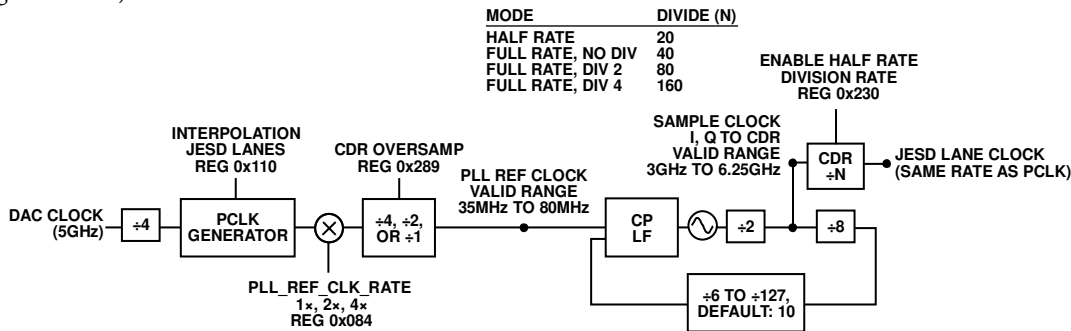 MODE DIVIDE (N)
HALF RATE 20
FULL RATE, NO DIV 40
FULL RATE, DIV 2 80
FULL RATE, DIV 4 160
ENABLE HALF RATE
DIVISION RATE
REG 0x230
INTERPOLATION
JESD LANES
REG 0x110
CDR OVERSAMP
REG 0x289
PLL REF CLOCK
VALID RANGE
35MHz TO 80MHz
SAMPLE CLOCK
I, Q TO CDR
VALID RANGE
3GHz TO 6.25GHz
CDR
÷N
JESD LANE CLOCK
(SAME RATE AS PCLK)
DAC CLOCK
(5GHz)
÷4
PCLK
GENERATOR
÷4, ÷2,
OR ÷1
CP
LF
÷2
÷8
PLL_REF_CLK_RATE
1×, 2×, 4×
REG 0x084
÷6 TO ÷127,
DEFAULT: 10